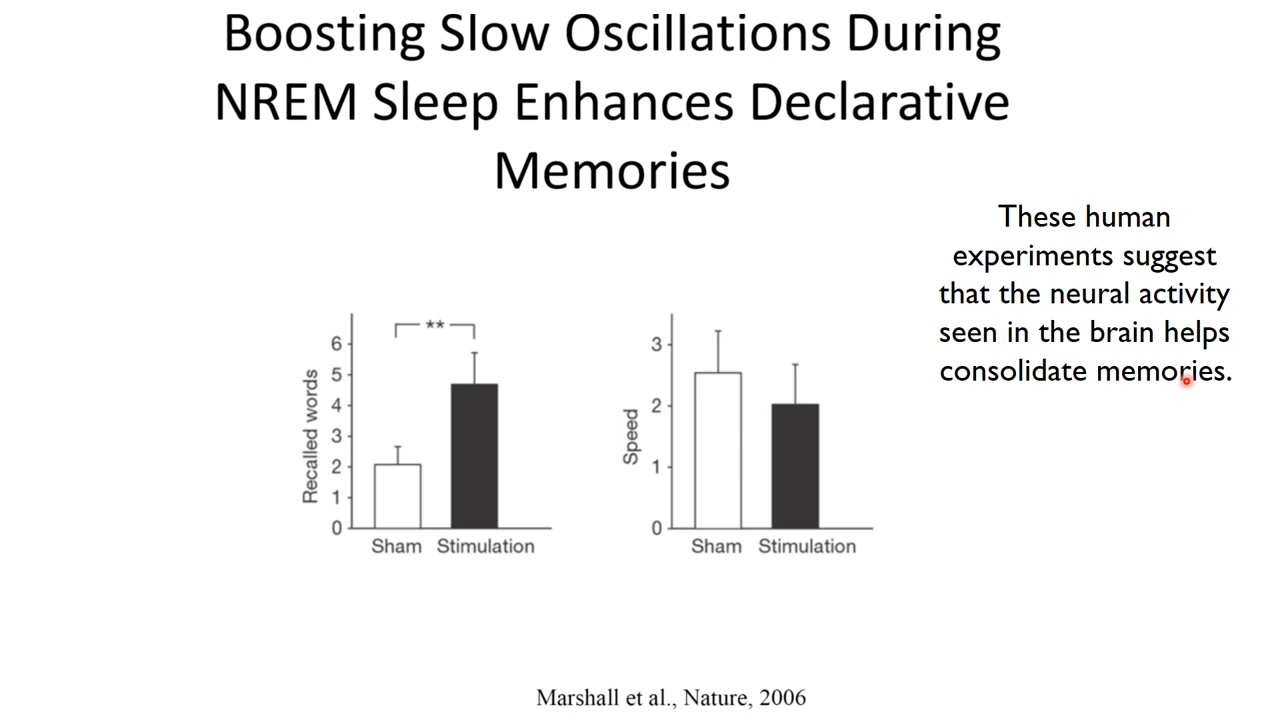 Boosting Slow Oscillations During
NREM Sleep Enhances Declarative
Memories
These human
experiments suggest
that the neural activity
seen in the brain helps
consolidate memories.
Recalled words
6
5
4
3
2
1
0
**
Sham
Stimulation
Speed
3
2
1
0
Sham
Stimulation
Marshall et al., Nature, 2006